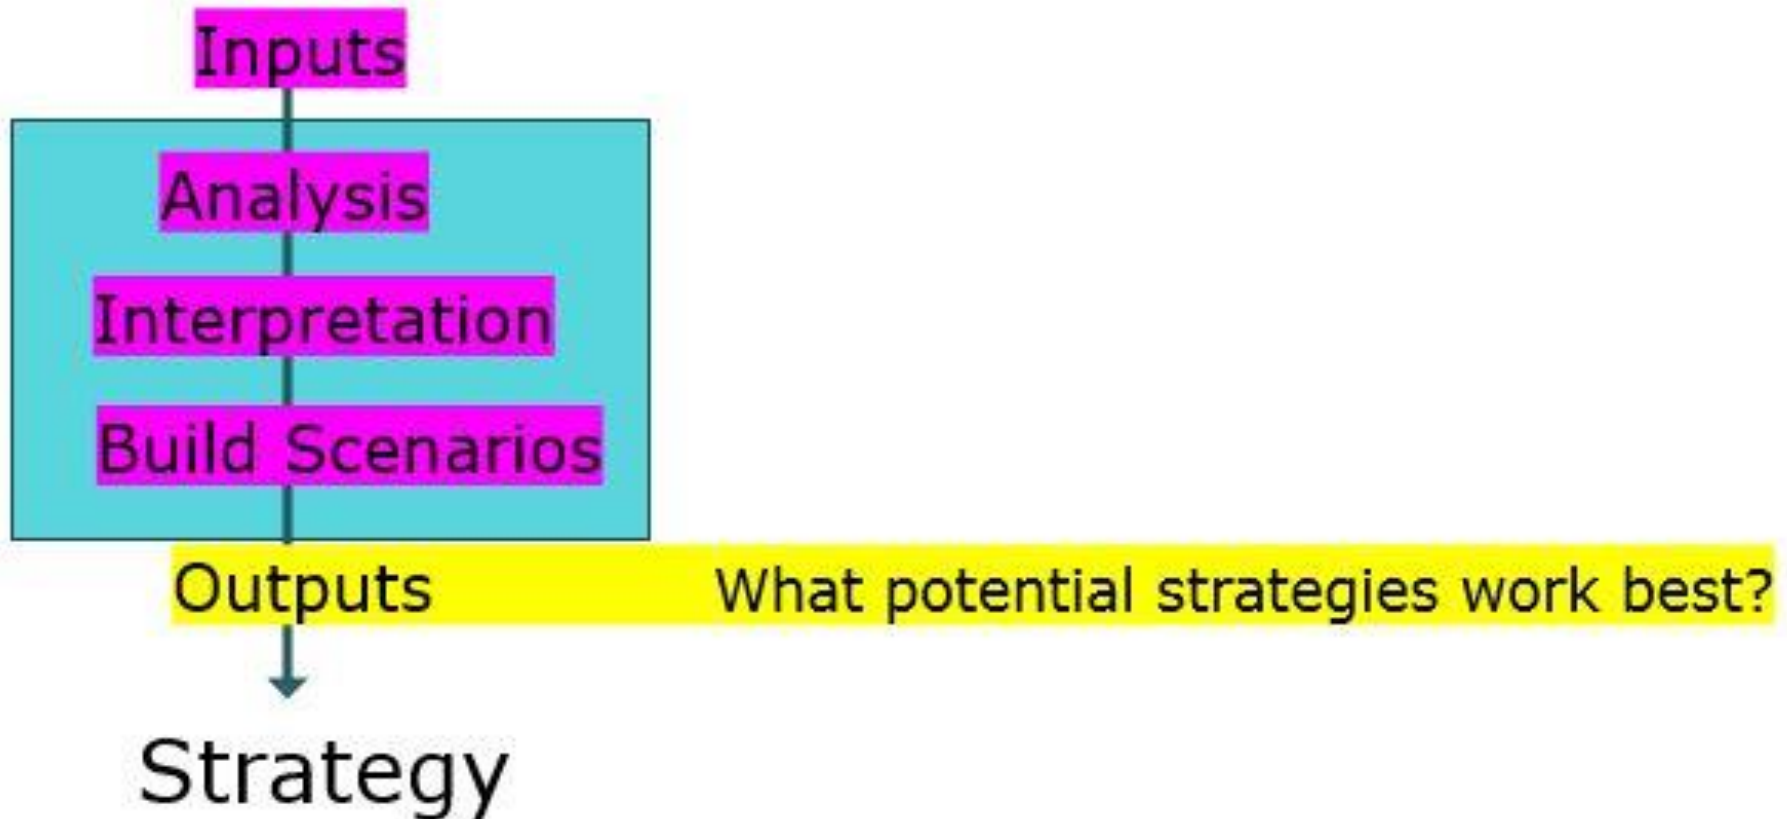 Inputs
Analysis
Interpretation
Build Scenarios
Outputs What potential strategies work best?
Strategy